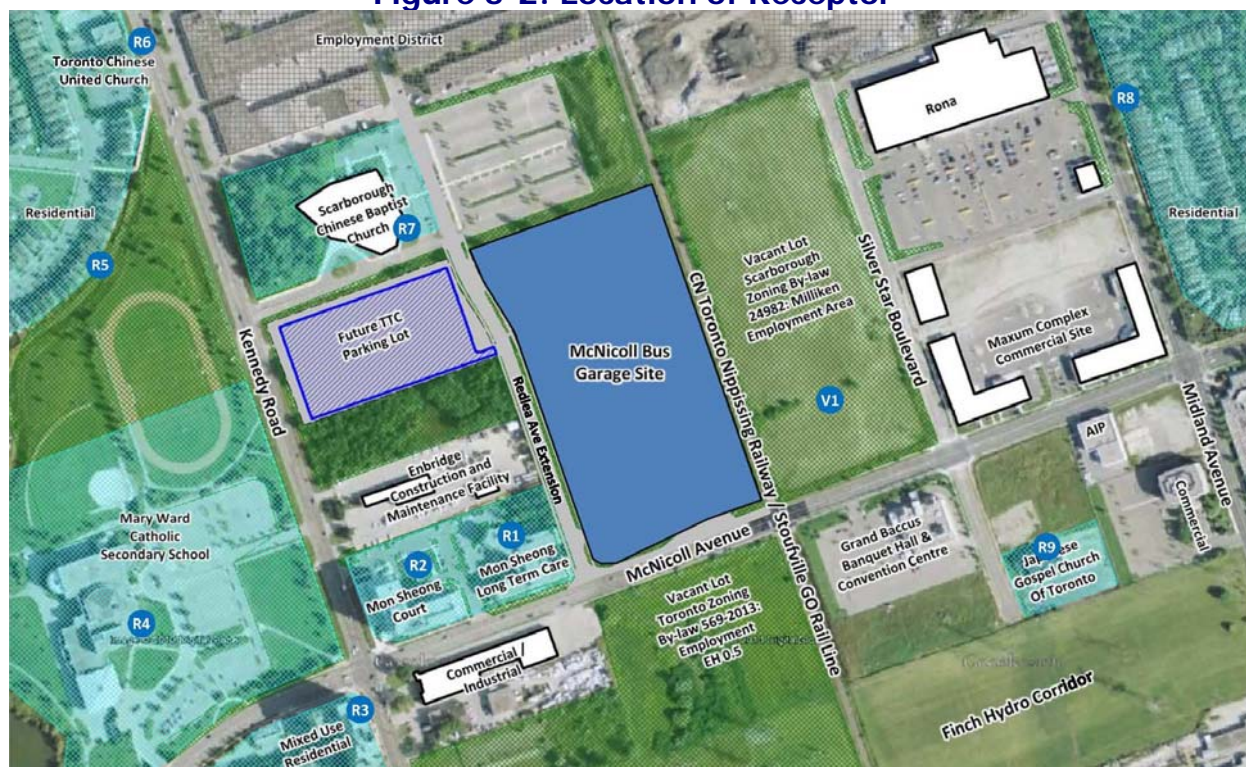 Figure 3-2: Location of Receptor
R6
Toronto Chinese
United Church
Employment District
Rona
R8
Scarborough
Chinese Baptist
Church
R7
Residential
R5
Residential
Vacant Lot
Scarborough
Zoning By-law
24982: Milliken
Employment Area
V1
Silver Star Boulevard
Future TTC
Parking Lot
McNicoll Bus
Garage Site
CN Toronto Nippissing Railway / Stoufville GO Rail Line
Maxum Complex
Commercial Site
Kennedy Road
Redlea Ave Extension
Midland Avenue
AIP
Commercial
Enbridge
Construction and
Maintenance Facility
Mary Ward
Catholic
Secondary School
R4
R1
Mon Sheong
Long Term Care
R2
Mon Sheong
Court
McNicoll Avenue
Grand Baccus
Banquet Hall &
Convention Centre
R9
Japanese
Gospel Church
Of Toronto
Vacant Lot
Toronto Zoning
By-law 569-2013:
Employment
EH 0.5
Commercial /
Industrial
R3
Mixed Use
Residential
Finch Hydro Corridor